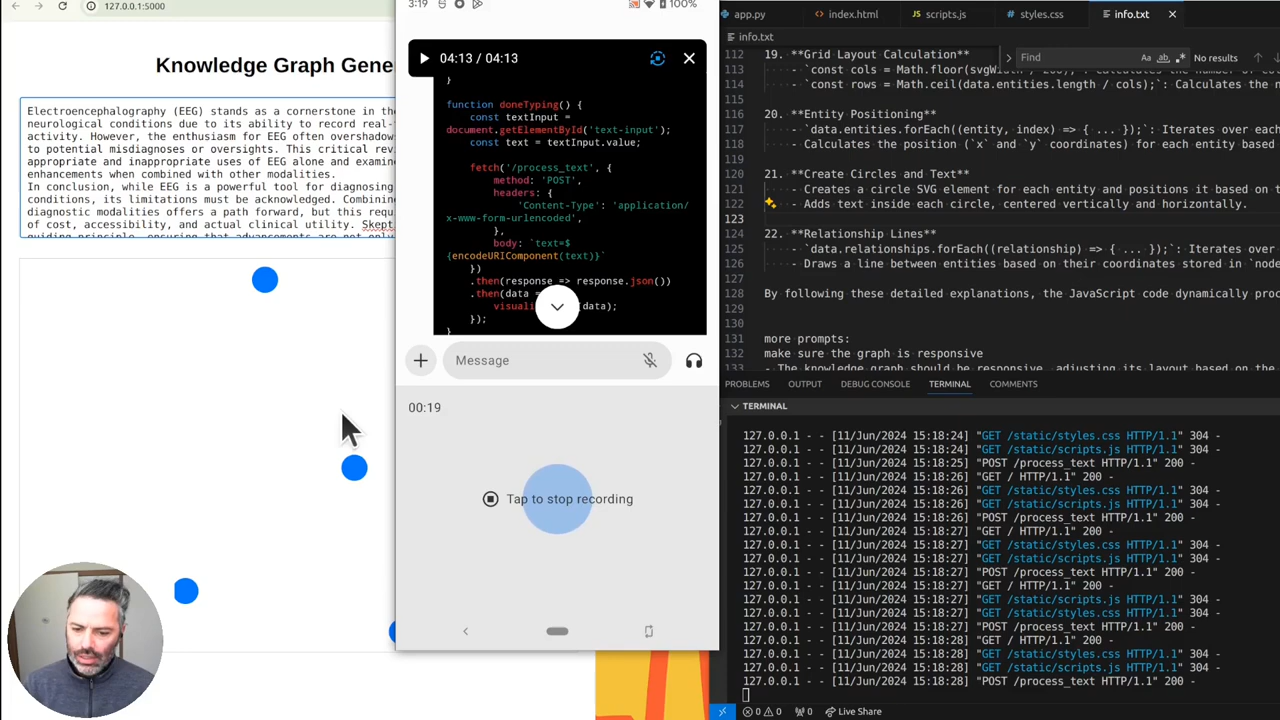 127.0.0.1:5000
Knowledge Graph Gene
Electroencephalography (EEG) stands as a cornerstone in the
neurological conditions due to its ability to record real-
activity. However, the enthusiasm for EEG often overshadow
to potential misdiagnoses or oversights. This critical rev
appropriate and inappropriate uses of EEG alone and examin
enhancements when combined with other modalities.
In conclusion, while EEG is a powerful tool for diagnosing
conditions, its limitations must be acknowledged. Combinin
diagnostic modalities offers a path forward, but this requ
of cost, accessibility, and actual clinical utility. Skept
guiding principle, ensuring that advancements are not only
3:19
100%
04:13 / 04:13
}
function doneTyping() {
const textInput =
document.getElementById('text-input');
const text = textInput.value;
fetch('/process_text', {
method: 'POST',
headers: {
'Content-Type': 'application/
x-www-form-urlencoded',
},
body: `text=$
{encodeURIComponent(text)}`
})
.then(response => response.json())
.then(data =
visuali
(data);
});
}
Message
00:19
Tap to stop recording
app.py
index.html
scripts.js
styles.css
info.txt
info.txt
Find
Aa
ab
No results
112 19. **Grid Layout Calculation**
113 - `const cols = Math.floor(svgWidth / 200);`: Calculates the number of co
114 - `const rows = Math.ceil(data.entities.length / cols);`: Calculates the
115
116 20. **Entity Positioning**
117 - `data.entities.forEach((entity, index) => { ... });`: Iterates over each
118 - Calculates the position (`x` and `y` coordinates) for each entity based
119
120 21. **Create Circles and Text**
121 - Creates a circle SVG element for each entity and positions it based on t
122 - Adds text inside each circle, centered vertically and horizontally.
123
124 22. **Relationship Lines**
125 - `data.relationships.forEach((relationship) => { ... });`: Iterates over
126 - Draws a line between entities based on their coordinates stored in `node
127
128 By following these detailed explanations, the JavaScript code dynamically proc
129
130
131 more prompts:
132 make sure the graph is responsive
133 - The knowledge graph should be responsive, adjusting its layout based on the
PROBLEMS OUTPUT DEBUG CONSOLE TERMINAL COMMENTS
TERMINAL
127.0.0.1 - - [11/Jun/2024 15:18:24] "GET /static/styles.css HTTP/1.1" 304 -
127.0.0.1 - - [11/Jun/2024 15:18:24] "GET /static/scripts.js HTTP/1.1" 304 -
127.0.0.1 - - [11/Jun/2024 15:18:25] "POST /process_text HTTP/1.1" 200 -
127.0.0.1 - - [11/Jun/2024 15:18:26] "GET / HTTP/1.1" 200 -
127.0.0.1 - - [11/Jun/2024 15:18:26] "GET /static/styles.css HTTP/1.1" 304 -
127.0.0.1 - - [11/Jun/2024 15:18:26] "GET /static/scripts.js HTTP/1.1" 304 -
127.0.0.1 - - [11/Jun/2024 15:18:26] "POST /process_text HTTP/1.1" 200 -
127.0.0.1 - - [11/Jun/2024 15:18:27] "GET / HTTP/1.1" 200 -
127.0.0.1 - - [11/Jun/2024 15:18:27] "GET /static/styles.css HTTP/1.1" 304 -
127.0.0.1 - - [11/Jun/2024 15:18:27] "GET /static/scripts.js HTTP/1.1" 304 -
127.0.0.1 - - [11/Jun/2024 15:18:27] "POST /process_text HTTP/1.1" 200 -
127.0.0.1 - - [11/Jun/2024 15:18:27] "GET / HTTP/1.1" 200 -
127.0.0.1 - - [11/Jun/2024 15:18:27] "GET /static/scripts.js HTTP/1.1" 304 -
127.0.0.1 - - [11/Jun/2024 15:18:27] "GET /static/styles.css HTTP/1.1" 304 -
127.0.0.1 - - [11/Jun/2024 15:18:27] "POST /process_text HTTP/1.1" 200 -
127.0.0.1 - - [11/Jun/2024 15:18:28] "GET / HTTP/1.1" 200 -
127.0.0.1 - - [11/Jun/2024 15:18:28] "GET /static/styles.css HTTP/1.1" 304 -
127.0.0.1 - - [11/Jun/2024 15:18:28] "GET /static/scripts.js HTTP/1.1" 304 -
127.0.0.1 - - [11/Jun/2024 15:18:28] "POST /process_text HTTP/1.1" 200 -
0 0 0 Live Share